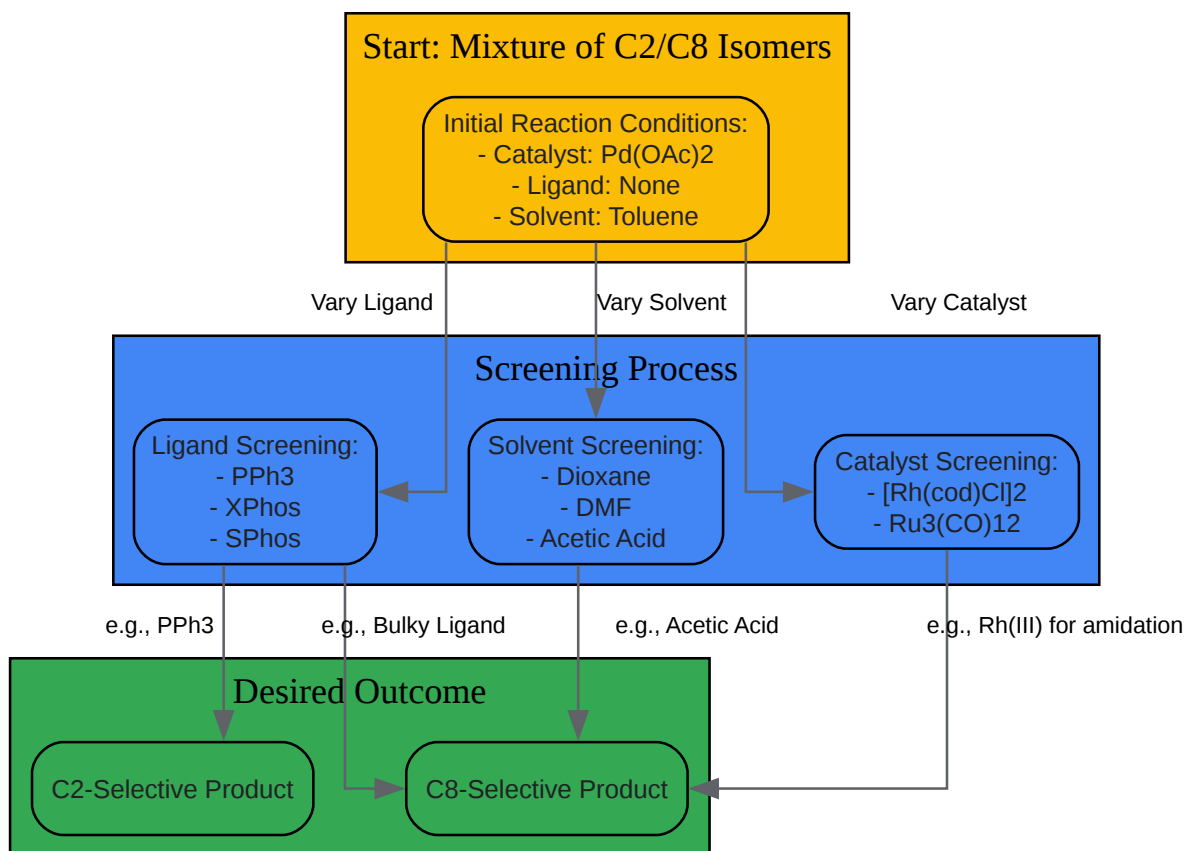 Start: Mixture of C2/C8 Isomers
Initial Reaction Conditions:
- Catalyst: Pd(OAc)2
- Ligand: None
- Solvent: Toluene
Vary Ligand
Vary Solvent
Vary Catalyst
Screening Process
Ligand Screening:
- PPh3
- XPhos
- SPhos
Solvent Screening:
- Dioxane
- DMF
- Acetic Acid
Catalyst Screening:
- [Rh(cod)Cl]2
- Ru3(CO)12
e.g., PPh3
e.g., Bulky Ligand
e.g., Acetic Acid
e.g., Rh(III) for amidation
Desired Outcome
C2-Selective Product
C8-Selective Product